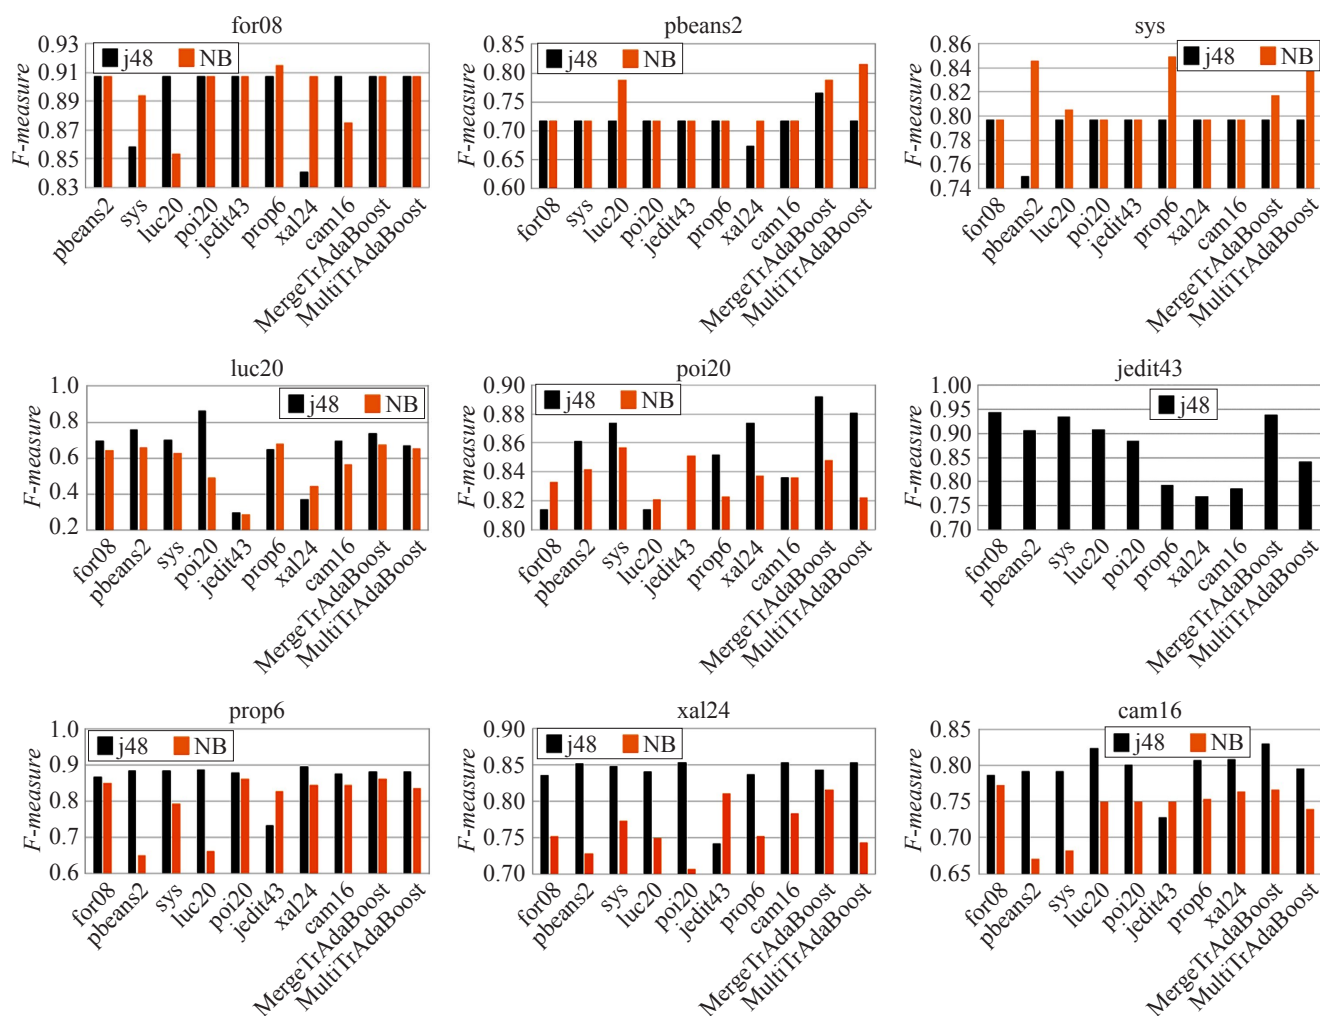 for08
0.93
0.91
0.89
0.87
0.85
0.83
F-measure
j48 NB
pbeans2
sys
luc20
poi20
jedit43
prop6
xal24
cam16
MergeTrAdaBoost
MultiTrAdaBoost
pbeans2
0.85
0.80
0.75
0.70
0.65
0.60
F-measure
j48 NB
for08
sys
luc20
poi20
jedit43
prop6
xal24
cam16
MergeTrAdaBoost
MultiTrAdaBoost
sys
0.86
0.84
0.82
0.80
0.78
0.76
0.74
F-measure
j48 NB
for08
pbeans2
luc20
poi20
jedit43
prop6
xal24
cam16
MergeTrAdaBoost
MultiTrAdaBoost
luc20
1.0
0.8
0.6
0.4
0.2
F-measure
j48 NB
for08
pbeans2
sys
poi20
jedit43
prop6
xal24
cam16
MergeTrAdaBoost
MultiTrAdaBoost
poi20
0.90
0.88
0.86
0.84
0.82
0.80
F-measure
j48 NB
for08
pbeans2
sys
luc20
jedit43
prop6
xal24
cam16
MergeTrAdaBoost
MultiTrAdaBoost
jedit43
1.00
0.95
0.90
0.85
0.80
0.75
0.70
F-measure
j48
for08
pbeans2
sys
luc20
poi20
prop6
xal24
cam16
MergeTrAdaBoost
MultiTrAdaBoost
prop6
1.0
0.9
0.8
0.7
0.6
F-measure
j48 NB
for08
pbeans2
sys
luc20
poi20
jedit43
xal24
cam16
MergeTrAdaBoost
MultiTrAdaBoost
xal24
0.90
0.85
0.80
0.75
0.70
F-measure
j48 NB
for08
pbeans2
sys
luc20
poi20
jedit43
prop6
cam16
MergeTrAdaBoost
MultiTrAdaBoost
cam16
0.85
0.80
0.75
0.70
0.65
F-measure
j48 NB
for08
pbeans2
sys
luc20
poi20
jedit43
prop6
xal24
MergeTrAdaBoost
MultiTrAdaBoost